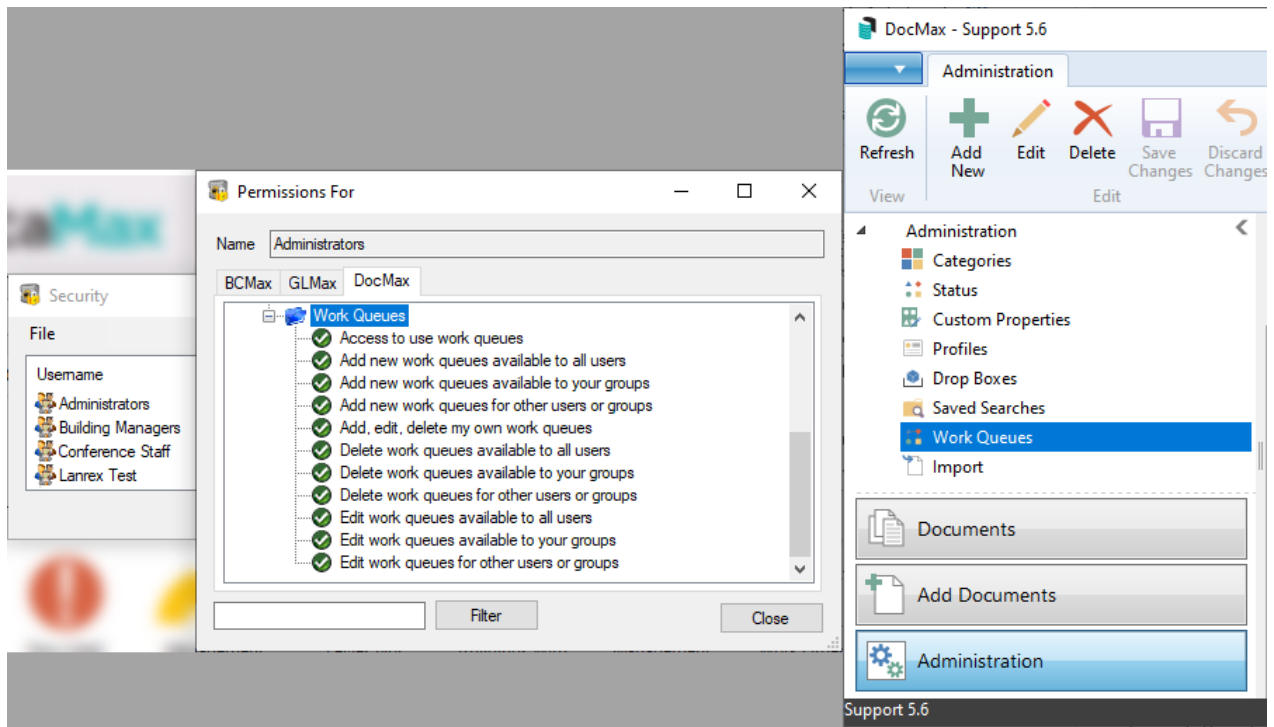 Max
Security
File
Username
Administrators
Building Managers
Conference Staff
Lanrex Test
Permissions For
Name Administrators
BCMax GLMax DocMax
Work Queues
Access to use work queues
Add new work queues available to all users
Add new work queues available to your groups
Add new work queues for other users or groups
Add, edit, delete my own work queues
Delete work queues available to all users
Delete work queues available to your groups
Delete work queues for other users or groups
Edit work queues available to all users
Edit work queues available to your groups
Edit work queues for other users or groups
Filter Close
DocMax - Support 5.6
Administration
Refresh
Add New
Edit
Delete
Save Changes
Discard Changes
View Edit
Administration
Categories
Status
Custom Properties
Profiles
Drop Boxes
Saved Searches
Work Queues
Import
Documents
Add Documents
Administration
Support 5.6